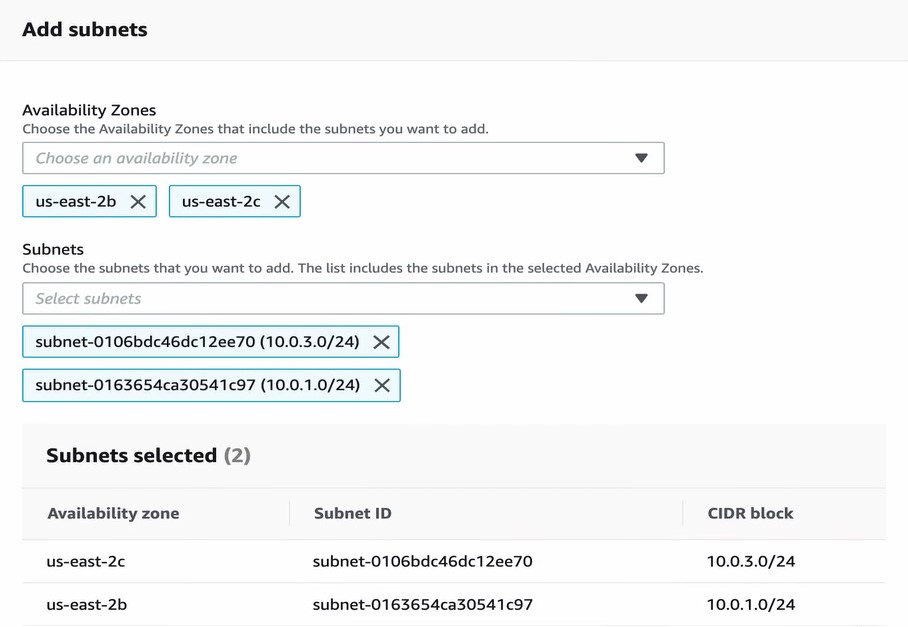 Add subnets
Availability Zones
Choose the Availability Zones that include the subnets you want to add.
Choose an availability zone
us-east-2b us-east-2c
Subnets
Choose the subnets that you want to add. The list includes the subnets in the selected Availability Zones.
Select subnets
subnet-0106bdc46dc12ee70 (10.0.3.0/24)
subnet-0163654ca30541c97 (10.0.1.0/24)
Subnets selected (2)
Availability zone Subnet ID CIDR block
us-east-2c subnet-0106bdc46dc12ee70 10.0.3.0/24
us-east-2b subnet-0163654ca30541c97 10.0.1.0/24